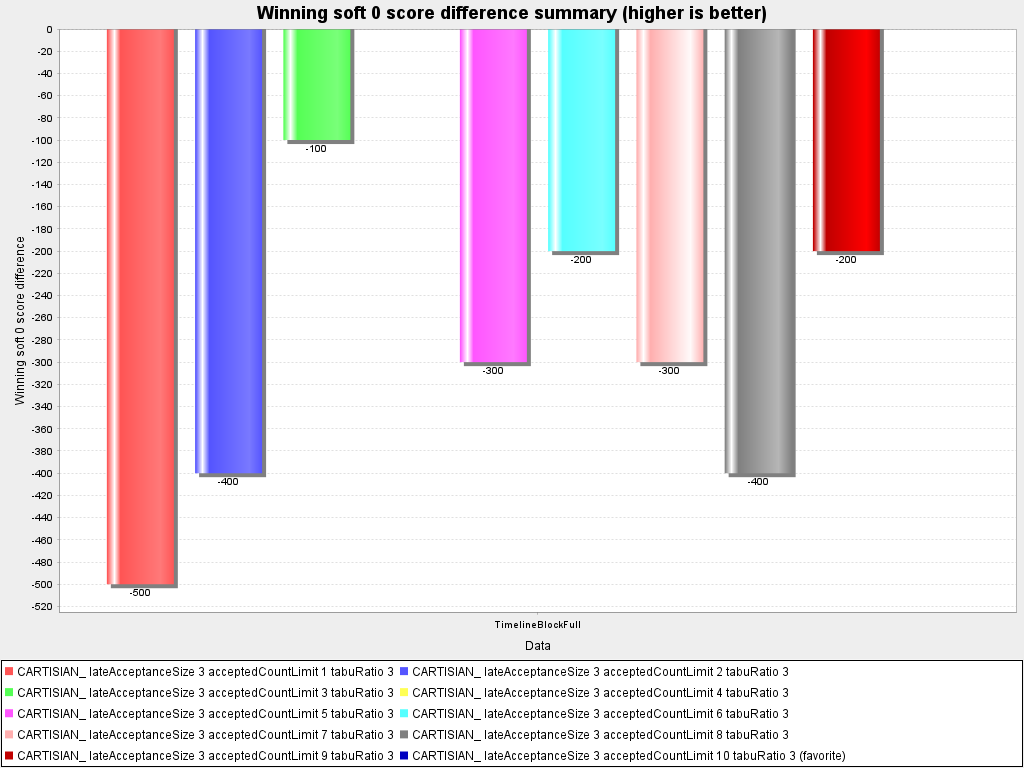 Winning soft 0 score difference summary (higher is better)
Winning soft 0 score difference
0
-20
-40
-60
-80
-100
-120
-140
-160
-180
-200
-220
-240
-260
-280
-300
-320
-340
-360
-380
-400
-420
-440
-460
-480
-500
-520
-500
-400
-100
-300
-200
-300
-400
-200
TimelineBlockFull
Data
CARTISIAN_ lateAcceptanceSize 3 acceptedCountLimit 1 tabuRatio 3
CARTISIAN_ lateAcceptanceSize 3 acceptedCountLimit 2 tabuRatio 3
CARTISIAN_ lateAcceptanceSize 3 acceptedCountLimit 3 tabuRatio 3
CARTISIAN_ lateAcceptanceSize 3 acceptedCountLimit 4 tabuRatio 3
CARTISIAN_ lateAcceptanceSize 3 acceptedCountLimit 5 tabuRatio 3
CARTISIAN_ lateAcceptanceSize 3 acceptedCountLimit 6 tabuRatio 3
CARTISIAN_ lateAcceptanceSize 3 acceptedCountLimit 7 tabuRatio 3
CARTISIAN_ lateAcceptanceSize 3 acceptedCountLimit 8 tabuRatio 3
CARTISIAN_ lateAcceptanceSize 3 acceptedCountLimit 9 tabuRatio 3
CARTISIAN_ lateAcceptanceSize 3 acceptedCountLimit 10 tabuRatio 3 (favorite)